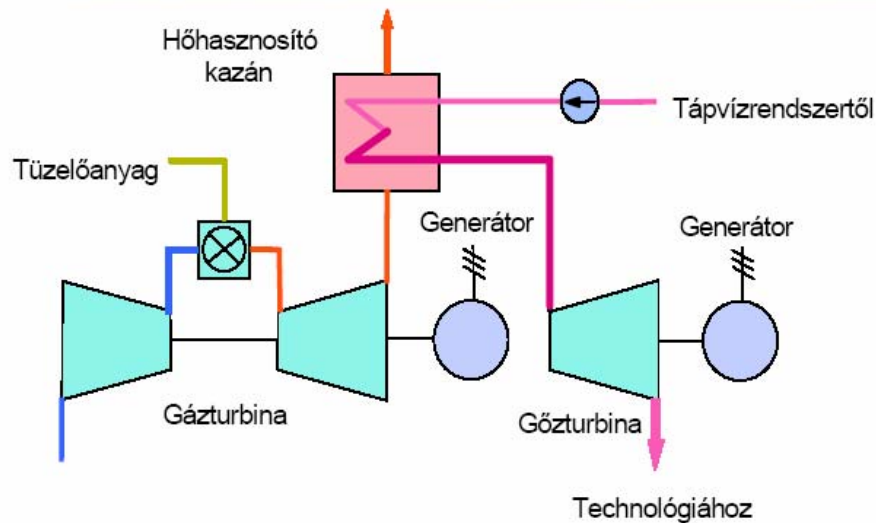 Hőhasznosító
kazán
Tápvízrendszertől
Tüzelőanyag
Generátor
Generátor
Gázturbina
Gőzturbina
Technológiához